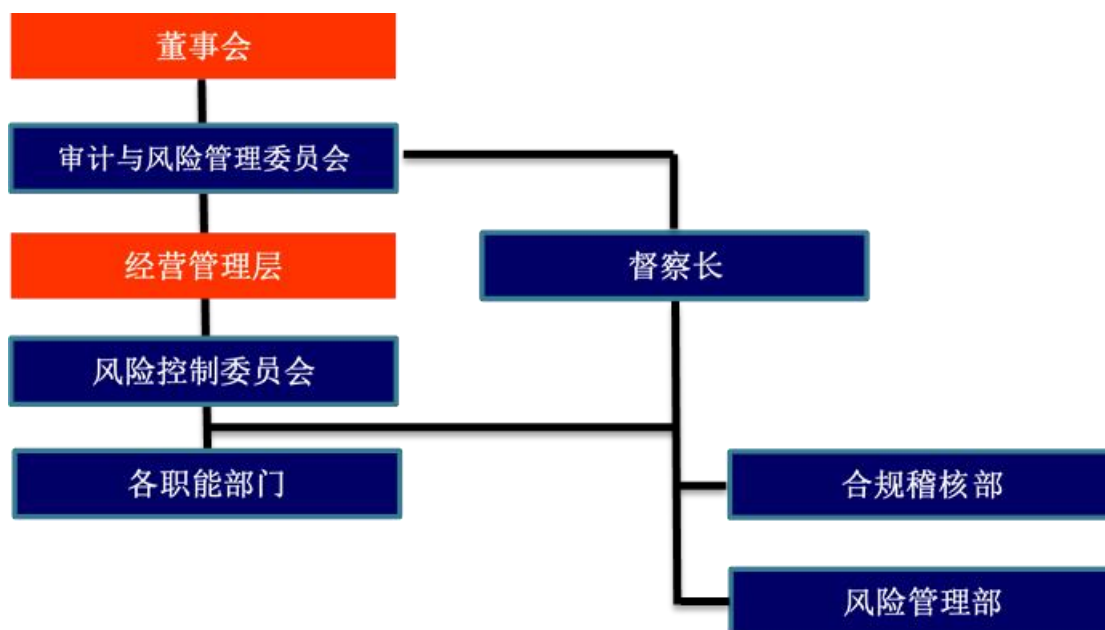 董事会
审计与风险管理委员会
经营管理层
督察长
风险控制委员会
各职能部门
合规稽核部
风险管理部